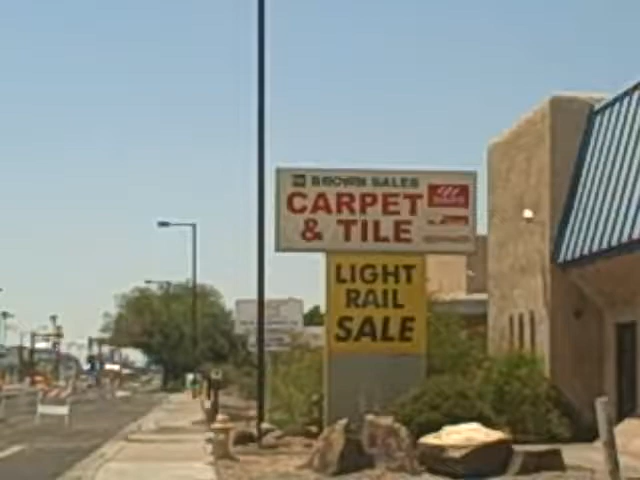 BROWN SALES
CARPET
& TILE
LIGHT
RAIL
SALE